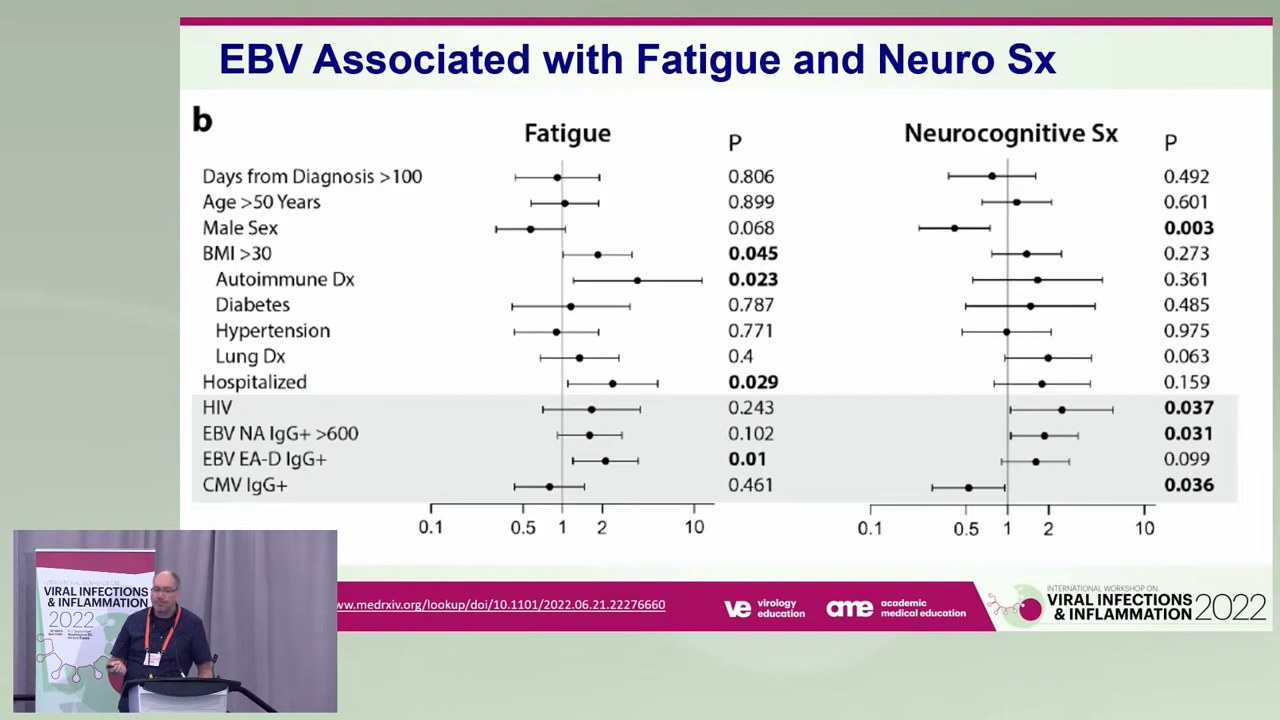 EBV Associated with Fatigue and Neuro Sx
b
Fatigue P Neurocognitive Sx P
Days from Diagnosis >100 0.806 0.492
Age >50 Years 0.899 0.601
Male Sex 0.068 0.003
BMI >30 0.045 0.273
Autoimmune Dx 0.023 0.361
Diabetes 0.787 0.485
Hypertension 0.771 0.975
Lung Dx 0.4 0.063
Hospitalized 0.029 0.159
HIV 0.243 0.037
EBV NA IgG+ >600 0.102 0.031
EBV EA-D IgG+ 0.01 0.099
CMV IgG+ 0.461 0.036
0.1 0.5 1 2 10 0.1 0.5 1 2 10
INTERNATIONAL WORKSHOP ON
VIRAL INFECTIONS
& INFLAMMATION
2022
ww.medrxiv.org/lookup/doi/10.1101/2022.06.21.22276660
ve virology education
ame academic medical education
INTERNATIONAL WORKSHOP ON
VIRAL INFECTIONS
& INFLAMMATION 2022